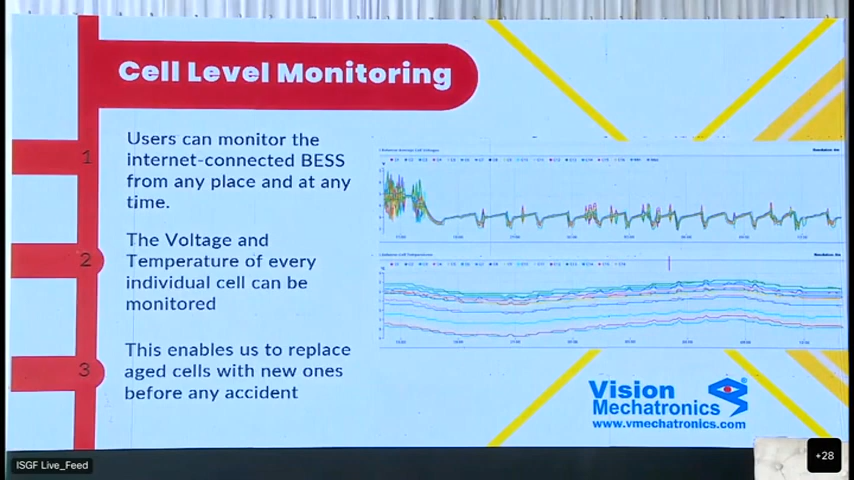 Cell Level Monitoring
1
Users can monitor the
internet-connected BESS
from any place and at any
time.
2
The Voltage and
Temperature of every
individual cell can be
monitored
3
This enables us to replace
aged cells with new ones
before any accident
Vision
Mechatronics
www.vmechatronics.com
ISGF Live_Feed
+28